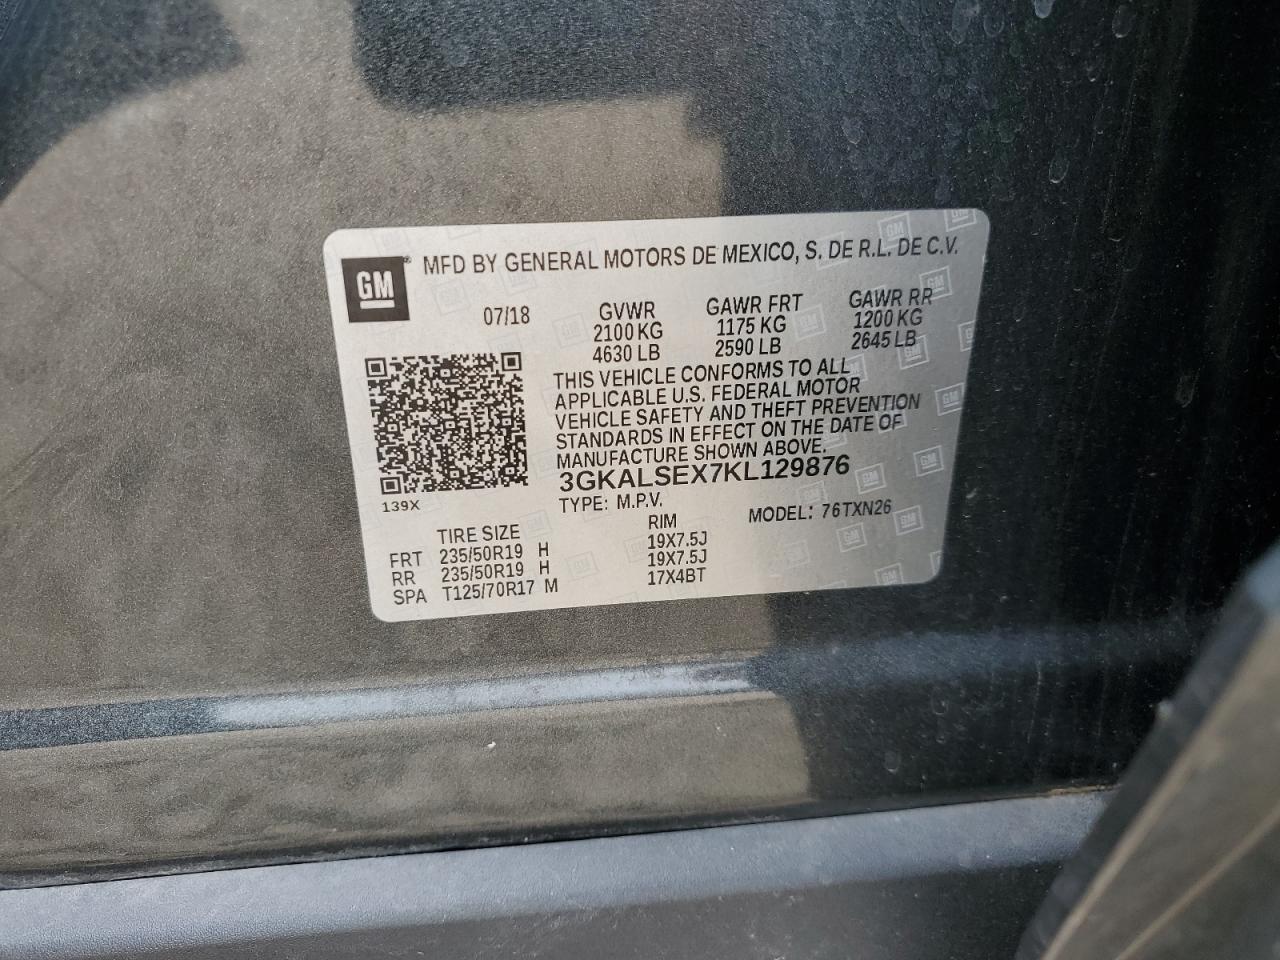 GM ® MFD BY GENERAL MOTORS DE MEXICO, S. DE R.L. DE C.V.
07/18 GVWR GAWR FRT GAWR RR
2100 KG 1175 KG 1200 KG
4630 LB 2590 LB 2645 LB
THIS VEHICLE CONFORMS TO ALL
APPLICABLE U.S. FEDERAL MOTOR
VEHICLE SAFETY AND THEFT PREVENTION
STANDARDS IN EFFECT ON THE DATE OF
MANUFACTURE SHOWN ABOVE.
3GKALSEX7KL129876
139X
TYPE: M.P.V. MODEL: 76TXN26
TIRE SIZE RIM
FRT 235/50R19 H 19X7.5J
RR 235/50R19 H 19X7.5J
SPA T125/70R17 M 17X4BT